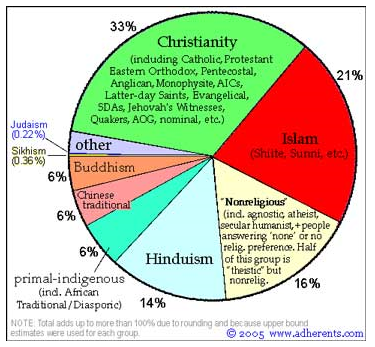 33%
Christianity
(including Catholic, Protestant
Eastern Orthodox, Pentecostal,
Anglican, Monophysite, AICs,
Latter-day Saints, Evangelical,
SDAs, Jehovah's Witnesses,
Quakers, AOG, nominal, etc.)
21%
Islam
(Shiite, Sunni, etc.)
Judaism
(0.22%)
other
Sikhism
(0.36%)
Buddhism
6%
Chinese
traditional
6%
6%
primal-indigenous
(incl. African
Traditional/Diasporic)
Hinduism
14%
"Nonreligious"
(incl. agnostic, atheist,
secular humanist, +people
answering 'none' or no
relig. preference. Half
of this group is
"theistic" but
nonrelig.
16%
NOTE: Total adds up to more than 100% due to rounding and because upper bound
estimates were used for each group.
© 2005 www.adherents.com